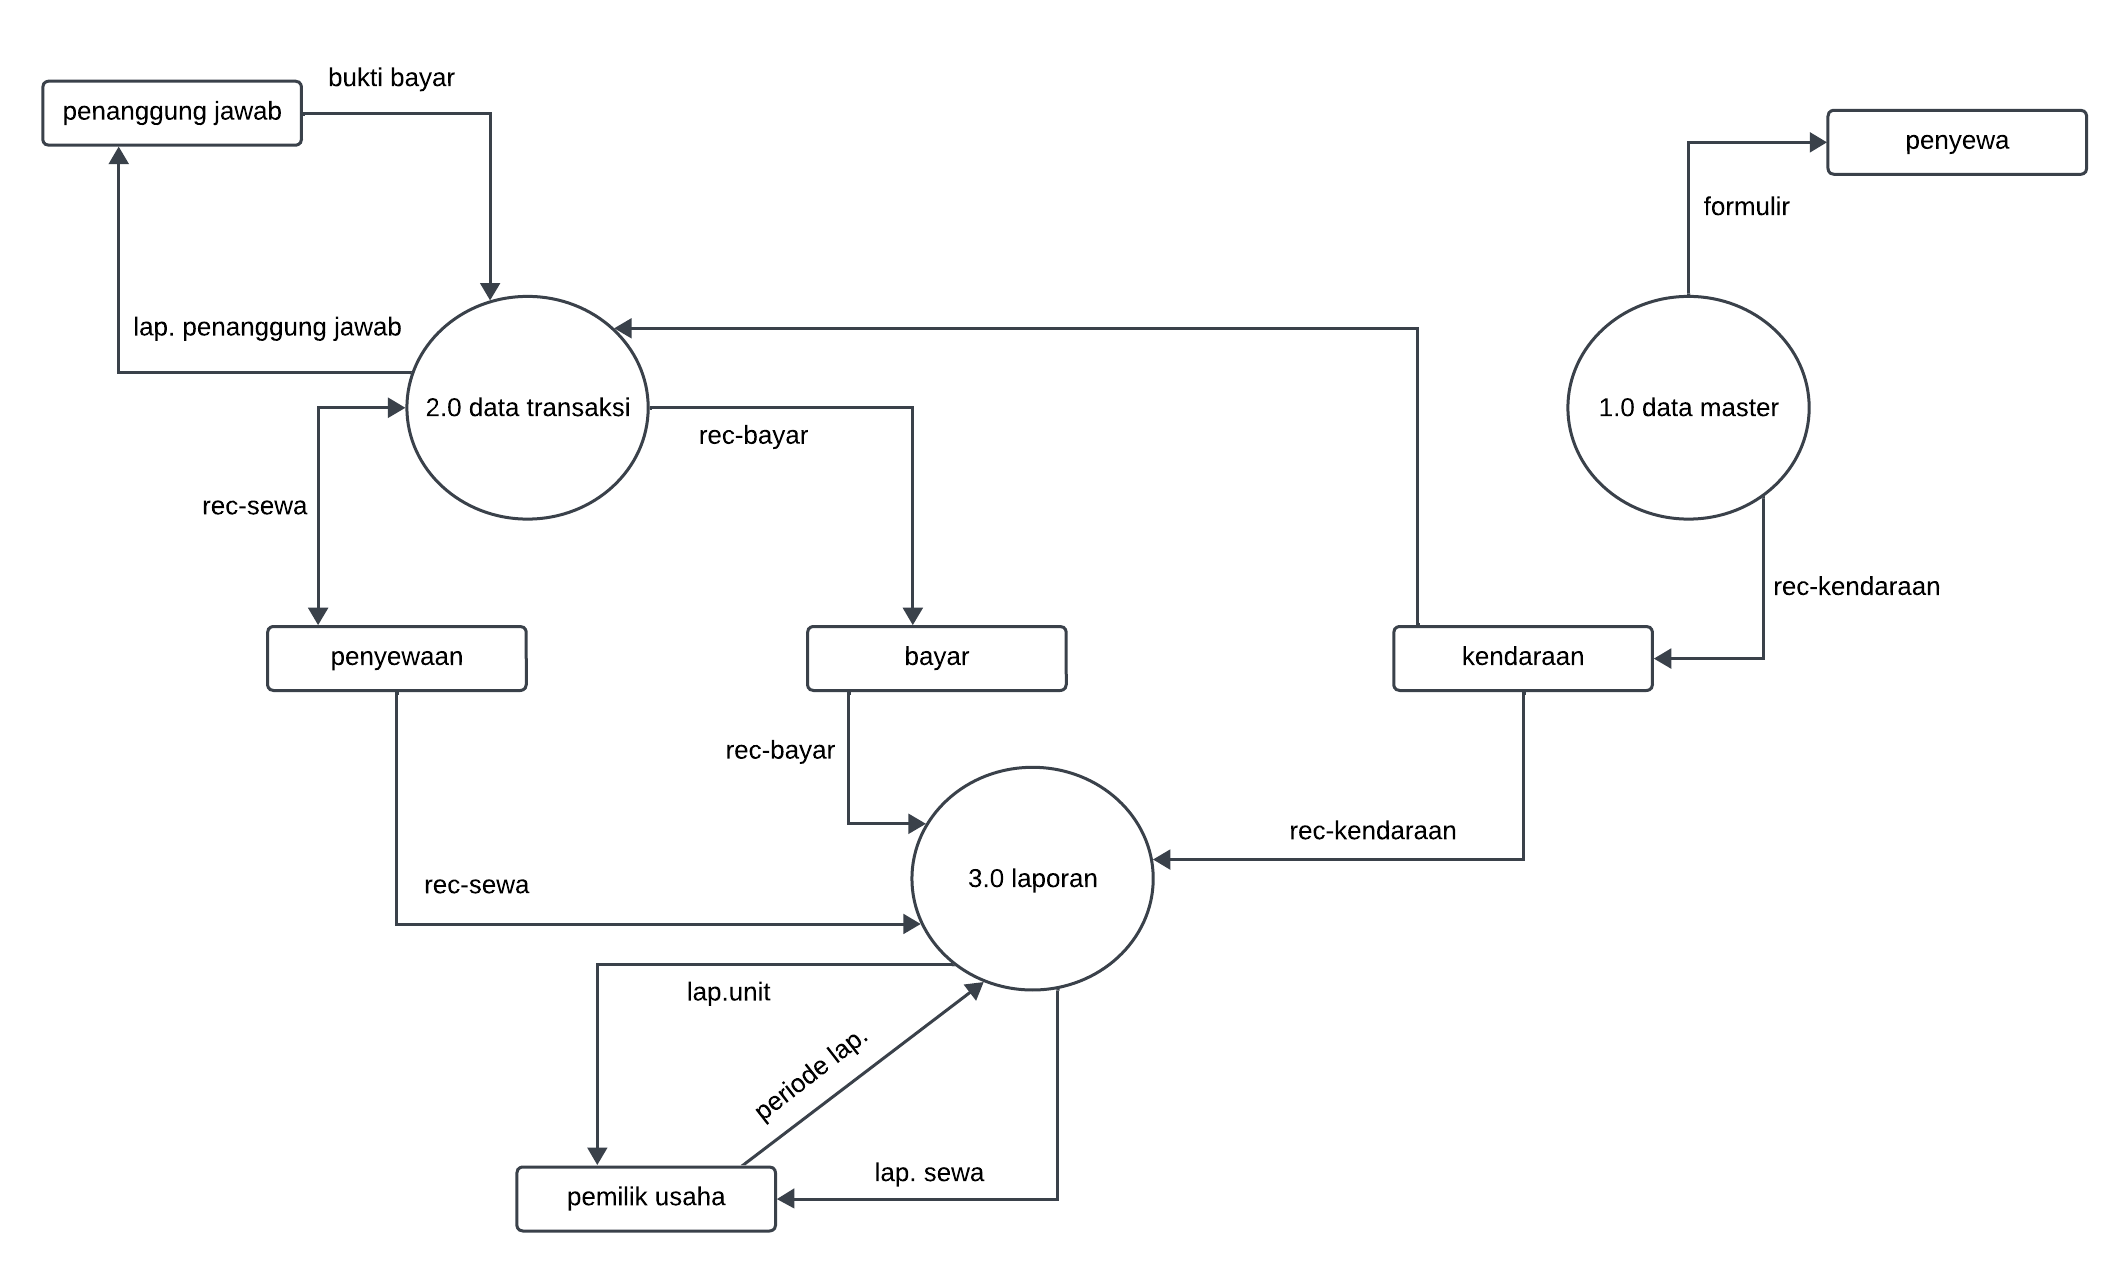 bukti bayar
penanggung jawab
penyewa
formulir
lap. penanggung jawab
2.0 data transaksi
1.0 data master
rec-bayar
rec-sewa
rec-kendaraan
penyewaan
bayar
kendaraan
rec-bayar
rec-kendaraan
3.0 laporan
rec-sewa
lap.unit
periode lap.
lap. sewa
pemilik usaha